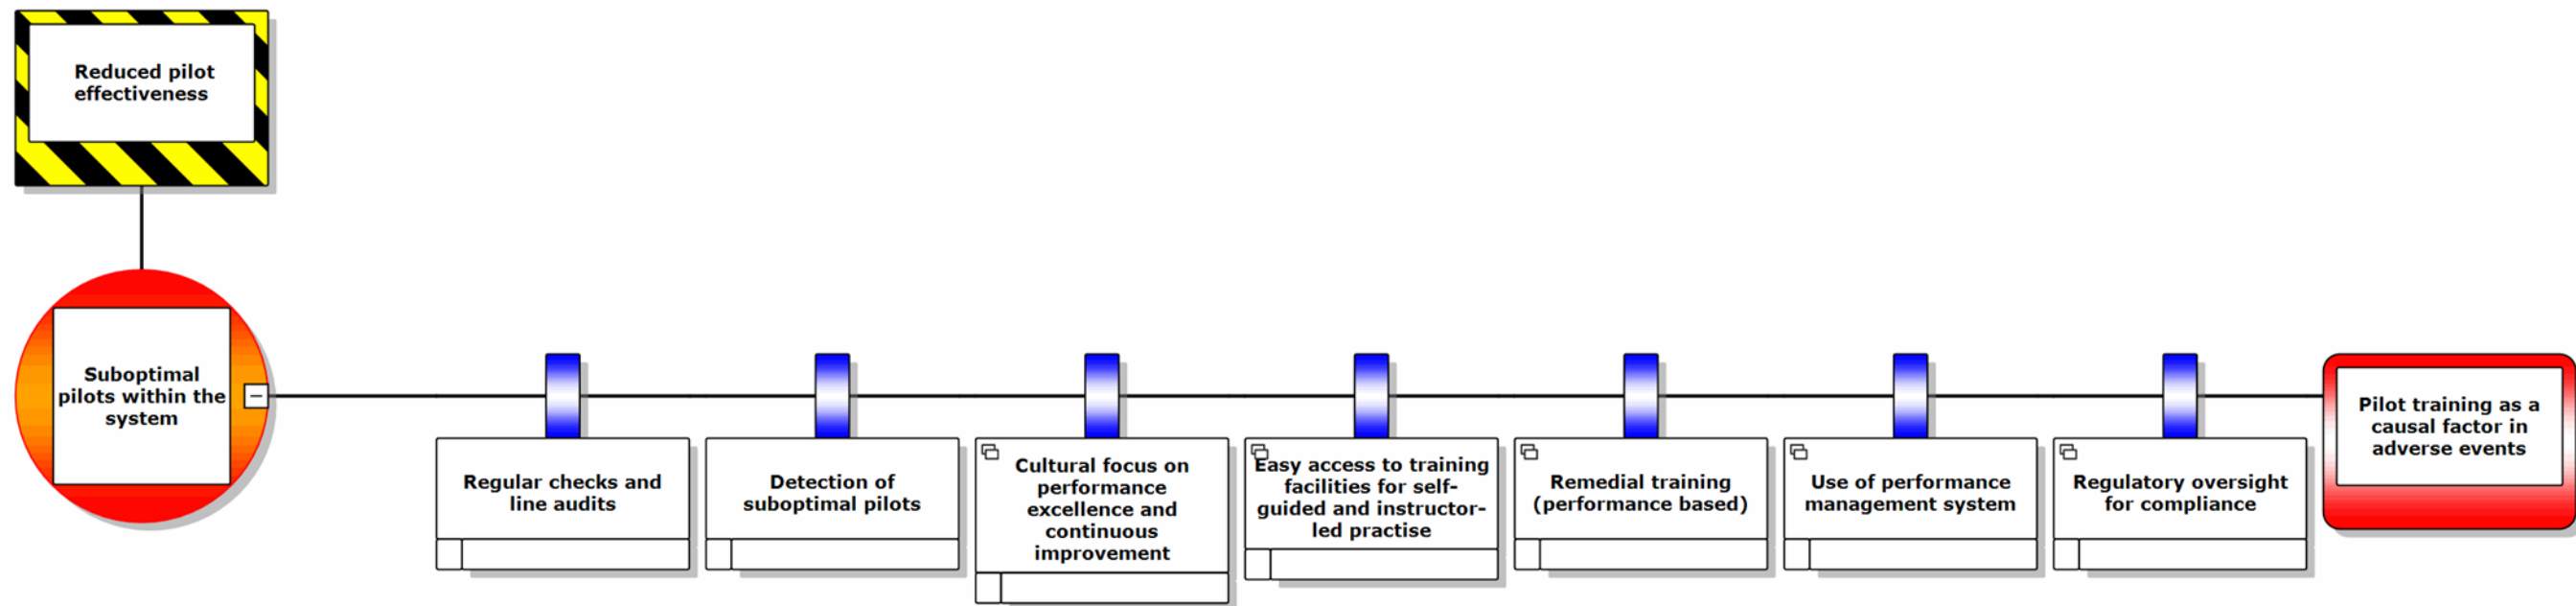 Reduced pilot
effectiveness
Suboptimal
pilots within the
system
Regular checks and
line audits
Detection of
suboptimal pilots
Cultural focus on
performance
excellence and
continuous
improvement
Easy access to training
facilities for self-
guided and instructor-
led practise
Remedial training
(performance based)
Use of performance
management system
Regulatory oversight
for compliance
Pilot training as a
causal factor in
adverse events